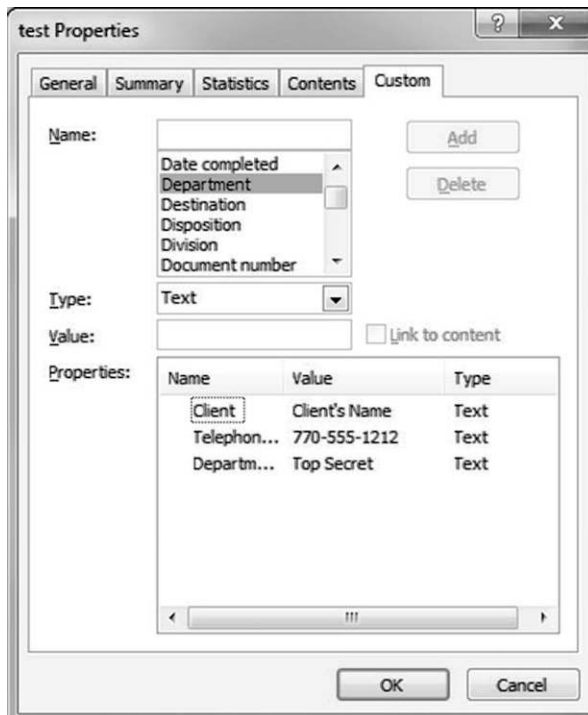 test Properties
General Summary Statistics Contents Custom
Name: Add
Date completed
Department Delete
Destination
Disposition
Division
Document number
Type: Text
Value: Link to content
Properties: Name Value Type
Client Client's Name Text
Telephon... 770-555-1212 Text
Departm... Top Secret Text
OK Cancel